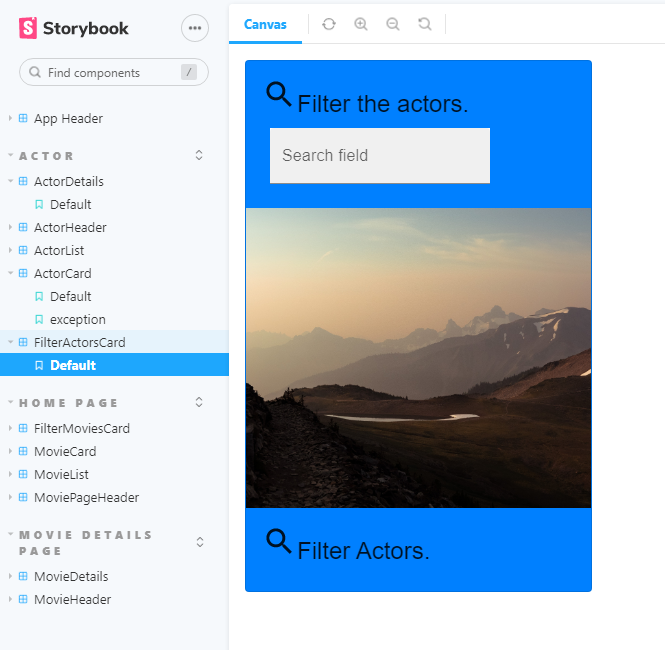 Storybook
Find components
/
App Header
ACTOR
ActorDetails
Default
ActorHeader
ActorList
ActorCard
Default
exception
FilterActorsCard
Default
HOME PAGE
FilterMoviesCard
MovieCard
MovieList
MoviePageHeader
MOVIE DETAILS
PAGE
MovieDetails
MovieHeader
Canvas
Filter the actors.
Search field
Filter Actors.